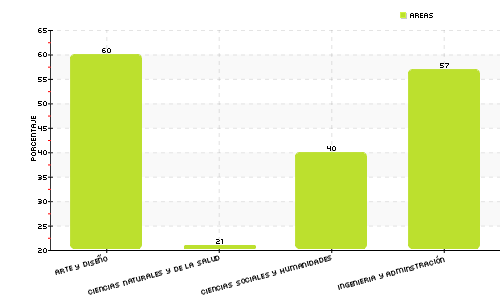 AREAS
65
60
55
50
45
40
35
30
25
20
PORCENTAJE
60
21
40
57
ARTE Y DISEÑO
CIENCIAS NATURALES Y DE LA SALUD
CIENCIAS SOCIALES Y HUMANIDADES
INGENIERIA Y ADMINSTRACIÓN